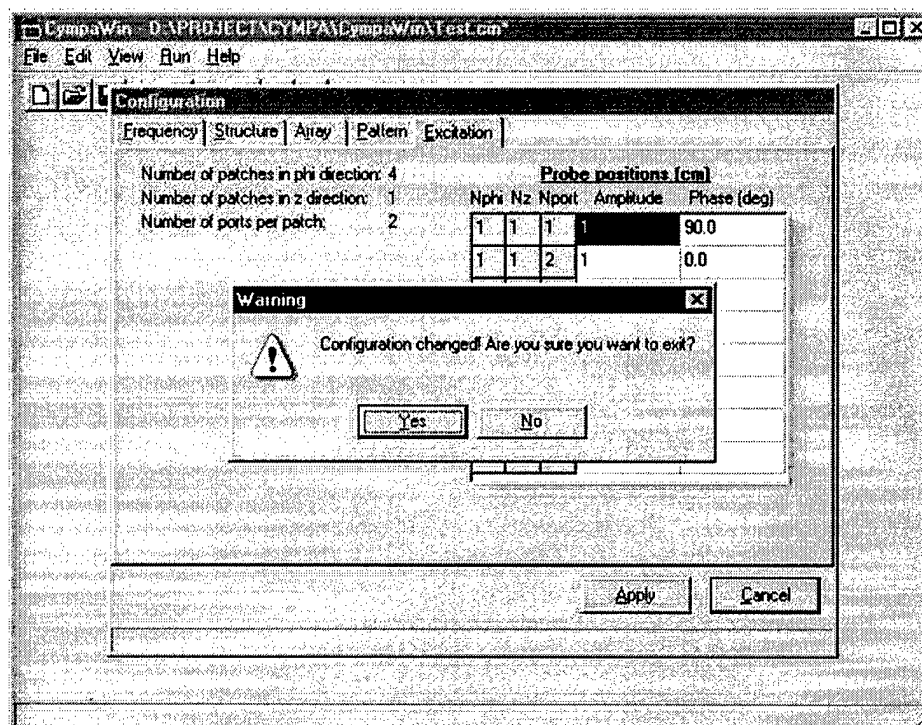 CympaWin - D:\PROJECT\CYMPA\CympaWin\Test.cm*
File Edit View Run Help
Configuration
Frequency Structure Array Pattern Excitation
Number of patches in phi direction: 4
Number of patches in z direction: 1
Number of ports per patch: 2
Probe positions (cm)
Nphi Nz Nport Amplitude Phase (deg)
1 1 1 1 90.0
1 1 2 1 0.0
Warning
Configuration changed! Are you sure you want to exit?
Yes No
Apply Cancel